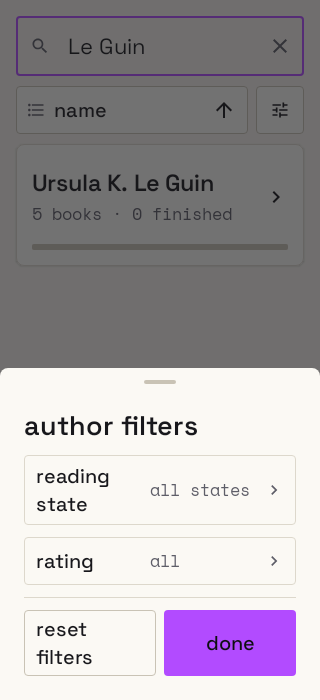 Le Guin
name
Ursula K. Le Guin
5 books · 0 finished
author filters
reading
state
all states
rating
all
reset
filters
done